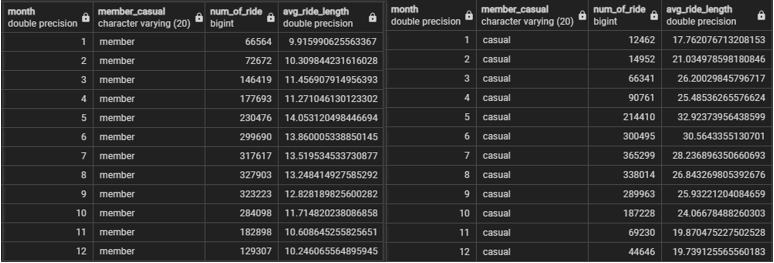 month member_casual num_of_ride avg_ride_length
double precision character varying (20) bigint double precision
1 member 66564 9.915990625563367
2 member 72672 10.309844231616028
3 member 146419 11.456907914956393
4 member 177693 11.271046130123302
5 member 230476 14.053120498446694
6 member 299690 13.860005338850145
7 member 317617 13.519534533730877
8 member 327903 13.248414927585292
9 member 323223 12.828189825600282
10 member 284098 11.714820238086858
11 member 182898 10.608645255825651
12 member 129307 10.246065564895945
month member_casual num_of_ride avg_ride_length
double precision character varying (20) bigint double precision
1 casual 12462 17.762076713208153
2 casual 14952 21.034978598180846
3 casual 66341 26.20029845796717
4 casual 90761 25.48536265576624
5 casual 214410 32.92373956438599
6 casual 300495 30.5643355130701
7 casual 365299 28.236896350660693
8 casual 338014 26.843269805392676
9 casual 289963 25.93221204084659
10 casual 187228 24.06678488260303
11 casual 69230 19.870475227502528
12 casual 44646 19.739125565560183